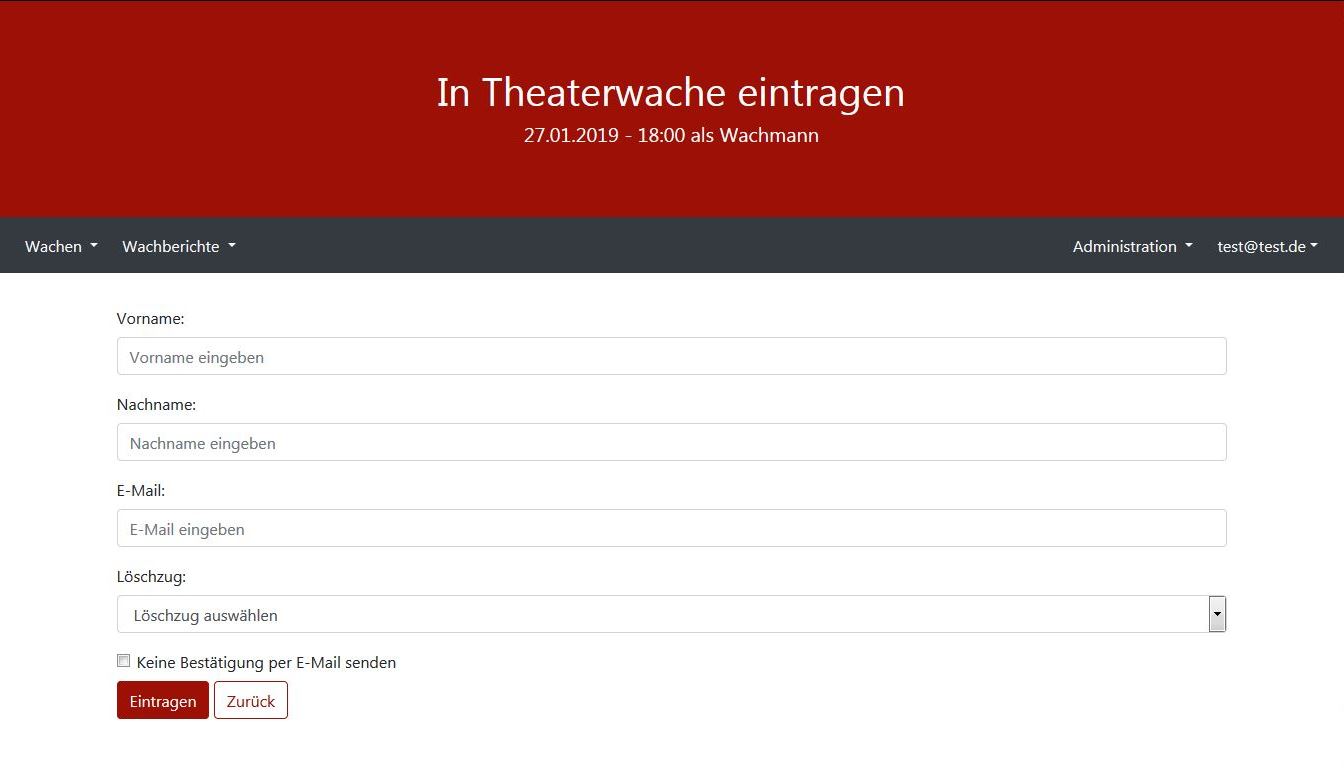 In Theaterwache eintragen
27.01.2019 - 18:00 als Wachmann
Wachen Wachberichte Administration test@test.de
Vorname:
Vorname eingeben
Nachname:
Nachname eingeben
E-Mail:
E-Mail eingeben
Löschzug:
Löschzug auswählen
Keine Bestätigung per E-Mail senden
Eintragen Zurück